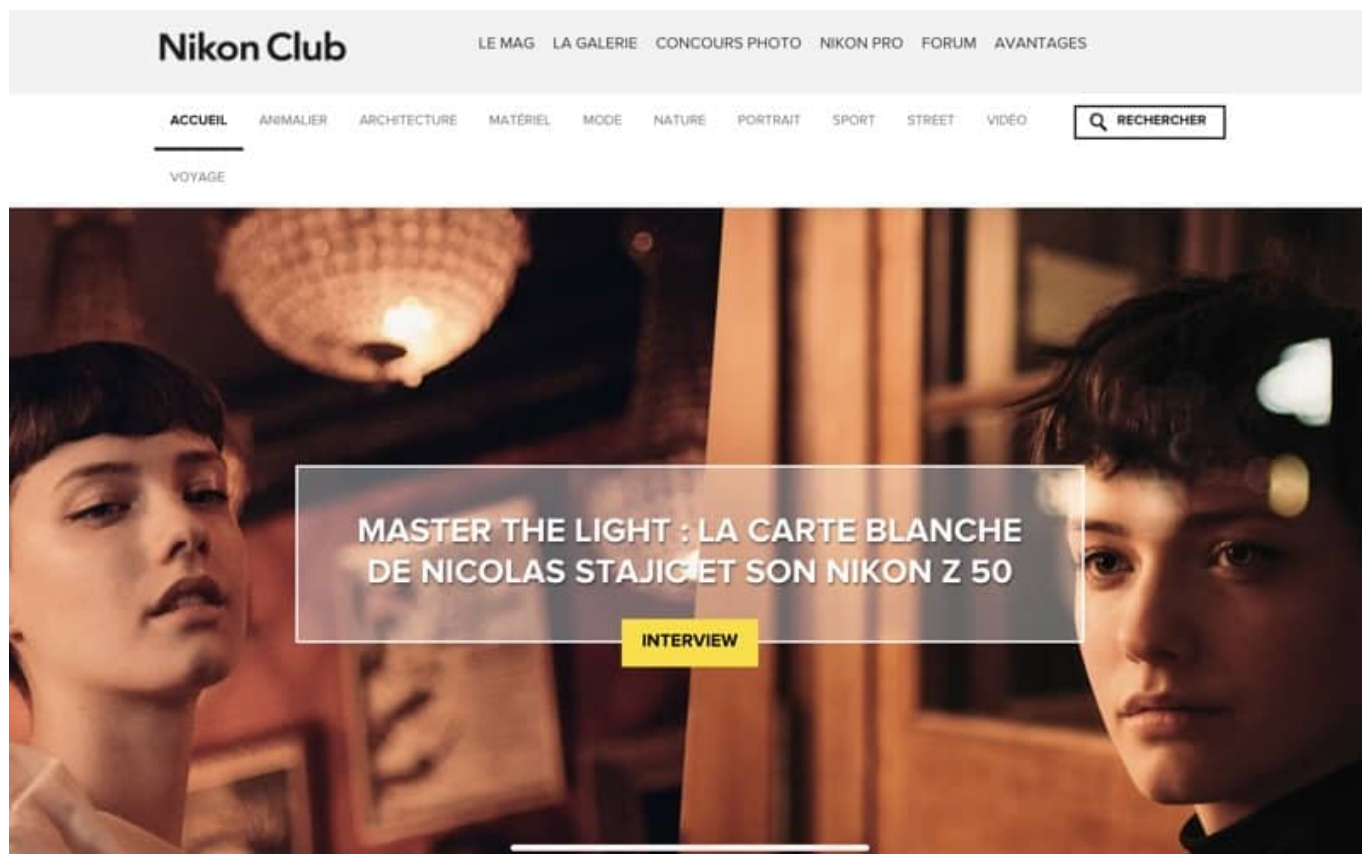 Nikon Club
LE MAG LA GALERIE CONCOURS PHOTO NIKON PRO FORUM AVANTAGES
ACCUEIL ANIMALIER ARCHITECTURE MATÉRIEL MODE NATURE PORTRAIT SPORT STREET VIDÉO RECHERCHER
VOYAGE
MASTER THE LIGHT : LA CARTE BLANCHE
DE NICOLAS STAJIC ET SON NIKON Z 50
INTERVIEW